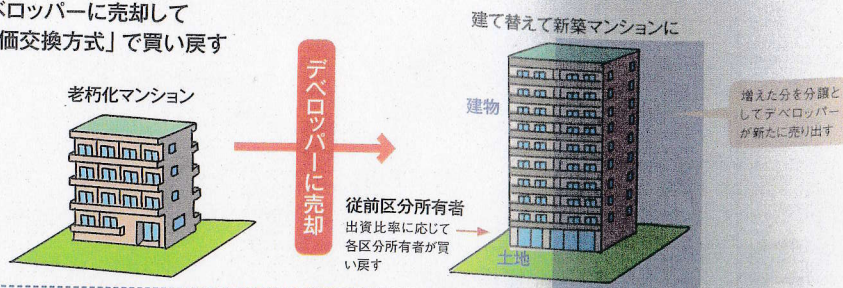 ベロッパーに売却して
価交換方式」で買い戻す
老朽化マンション
デベロッパーに売却
建て替えて新築マンションに
建物
土地
従前区分所有者
出資比率に応じて
各区分所有者が買
い戻す
増えた分を分譲と
してデベロッパー
が新たに売り出す